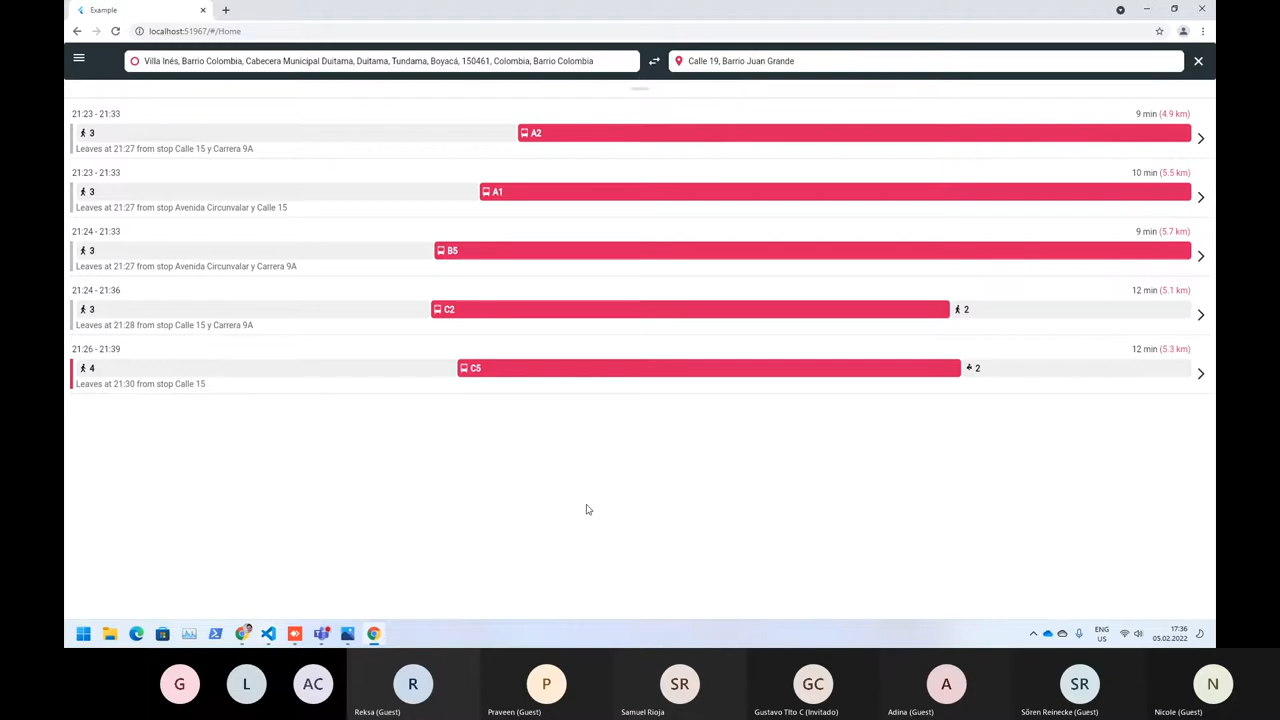 Example
localhost:51967/#/Home
Villa Inés, Barrio Colombia, Cabecera Municipal Duitama, Duitama, Tundama, Boyacá, 150461, Colombia, Barrio Colombia
Calle 19, Barrio Juan Grande
21:23 - 21:33
9 min (4.9 km)
3
A2
Leaves at 21:27 from stop Calle 15 y Carrera 9A
21:23 - 21:33
10 min (5.5 km)
3
A1
Leaves at 21:27 from stop Avenida Circunvalar y Calle 15
21:24 - 21:33
9 min (5.7 km)
3
B5
Leaves at 21:27 from stop Avenida Circunvalar y Carrera 9A
21:24 - 21:36
12 min (5.1 km)
3
C2
2
Leaves at 21:28 from stop Calle 15 y Carrera 9A
21:26 - 21:39
12 min (5.3 km)
4
C5
2
Leaves at 21:30 from stop Calle 15
ENG
US
17:36
05.02.2022
G
L
AC
R
P
SR
GC
A
SR
N
Reksa (Guest)
Praveen (Guest)
Samuel Rioja
Gustavo TIto C (Invitado)
Adina (Guest)
Sören Reinecke (Guest)
Nicole (Guest)